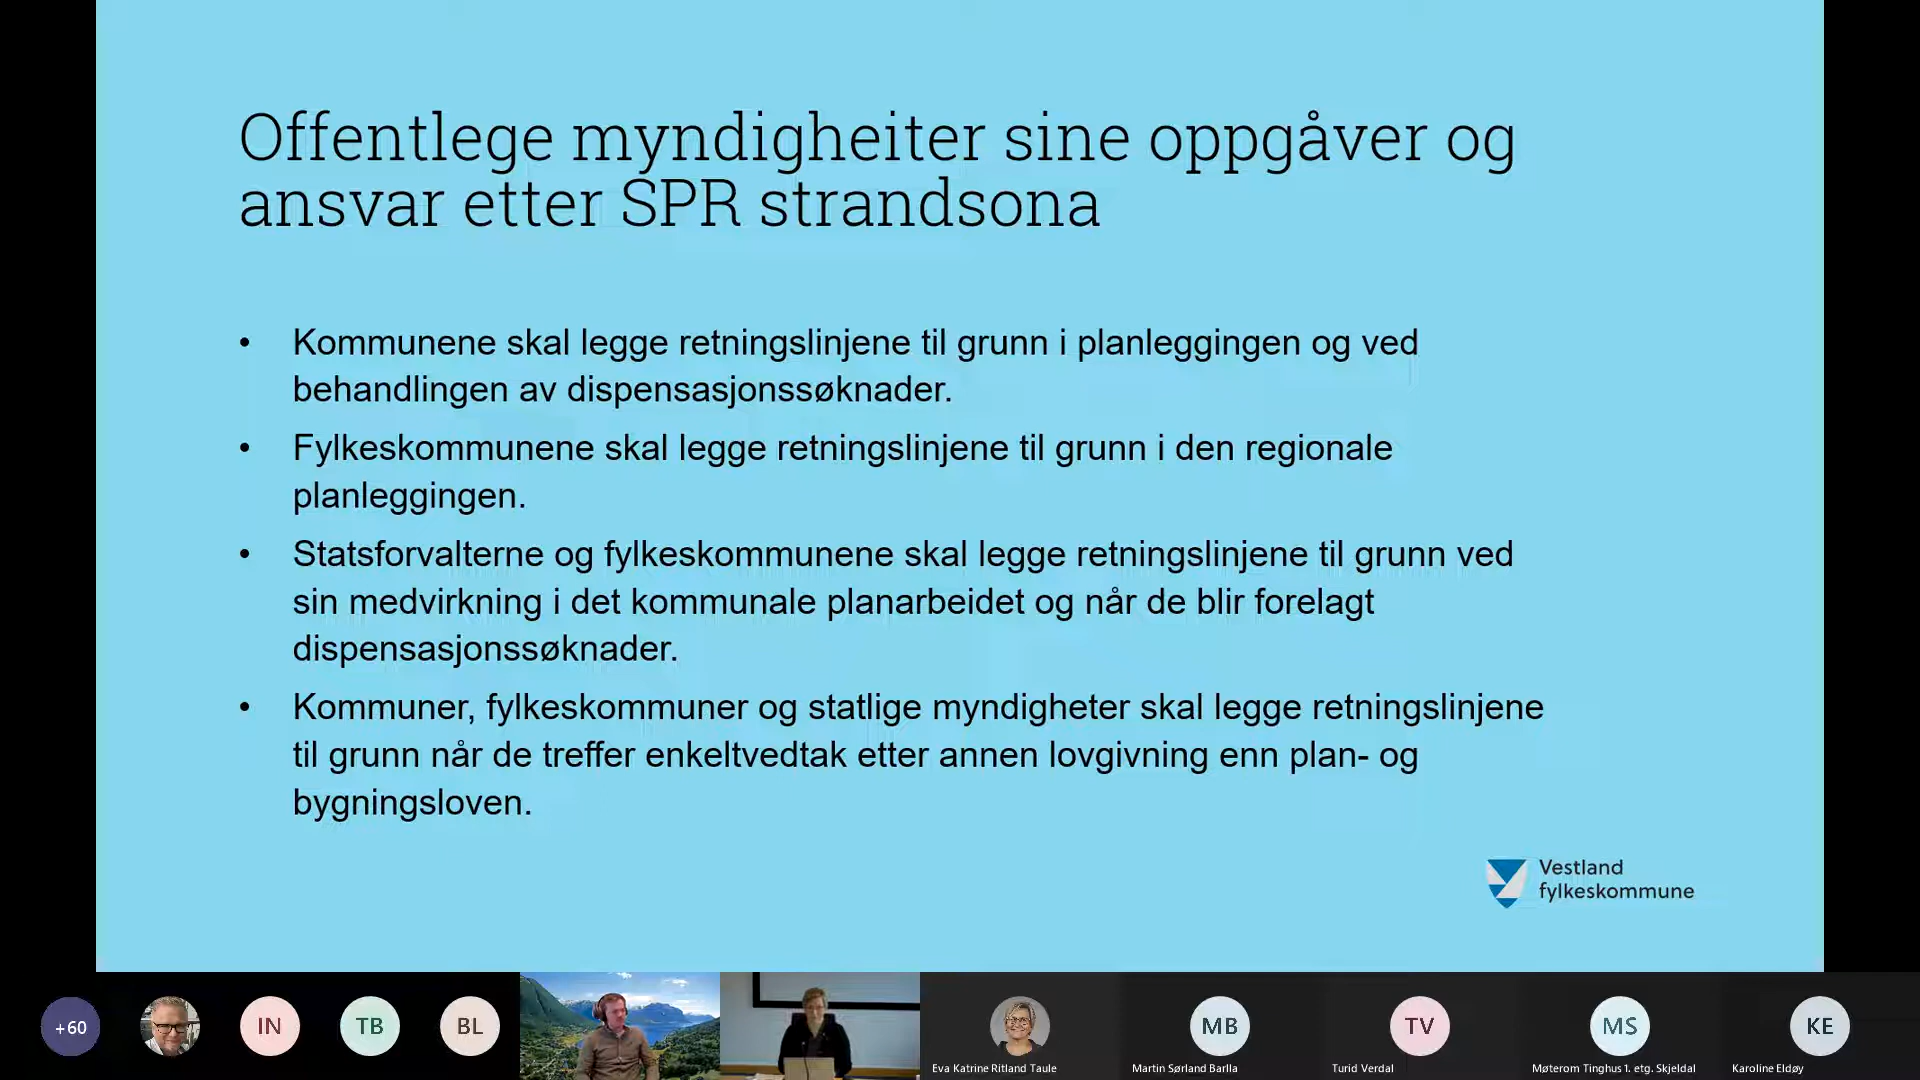 Offentlege myndigheiter sine oppgåver og
ansvar etter SPR strandsona
• Kommunene skal legge retningslinjene til grunn i planleggingen og ved
behandlingen av dispensasjonssøknader.
• Fylkeskommunene skal legge retningslinjene til grunn i den regionale
planleggingen.
• Statsforvalterne og fylkeskommunene skal legge retningslinjene til grunn ved
sin medvirkning i det kommunale planarbeidet og når de blir forelagt
dispensasjonssøknader.
• Kommuner, fylkeskommuner og statlige myndigheter skal legge retningslinjene
til grunn når de treffer enkeltvedtak etter annen lovgivning enn plan- og
bygningsloven.
Vestland
fylkeskommune
+60
IN
TB
BL
MB
TV
MS
KE
Eva Katrine Ritland Taule
Martin Sørland Barlla
Turid Verdal
Møterom Tinghus 1. etg. Skjeldal
Karoline Eldøy